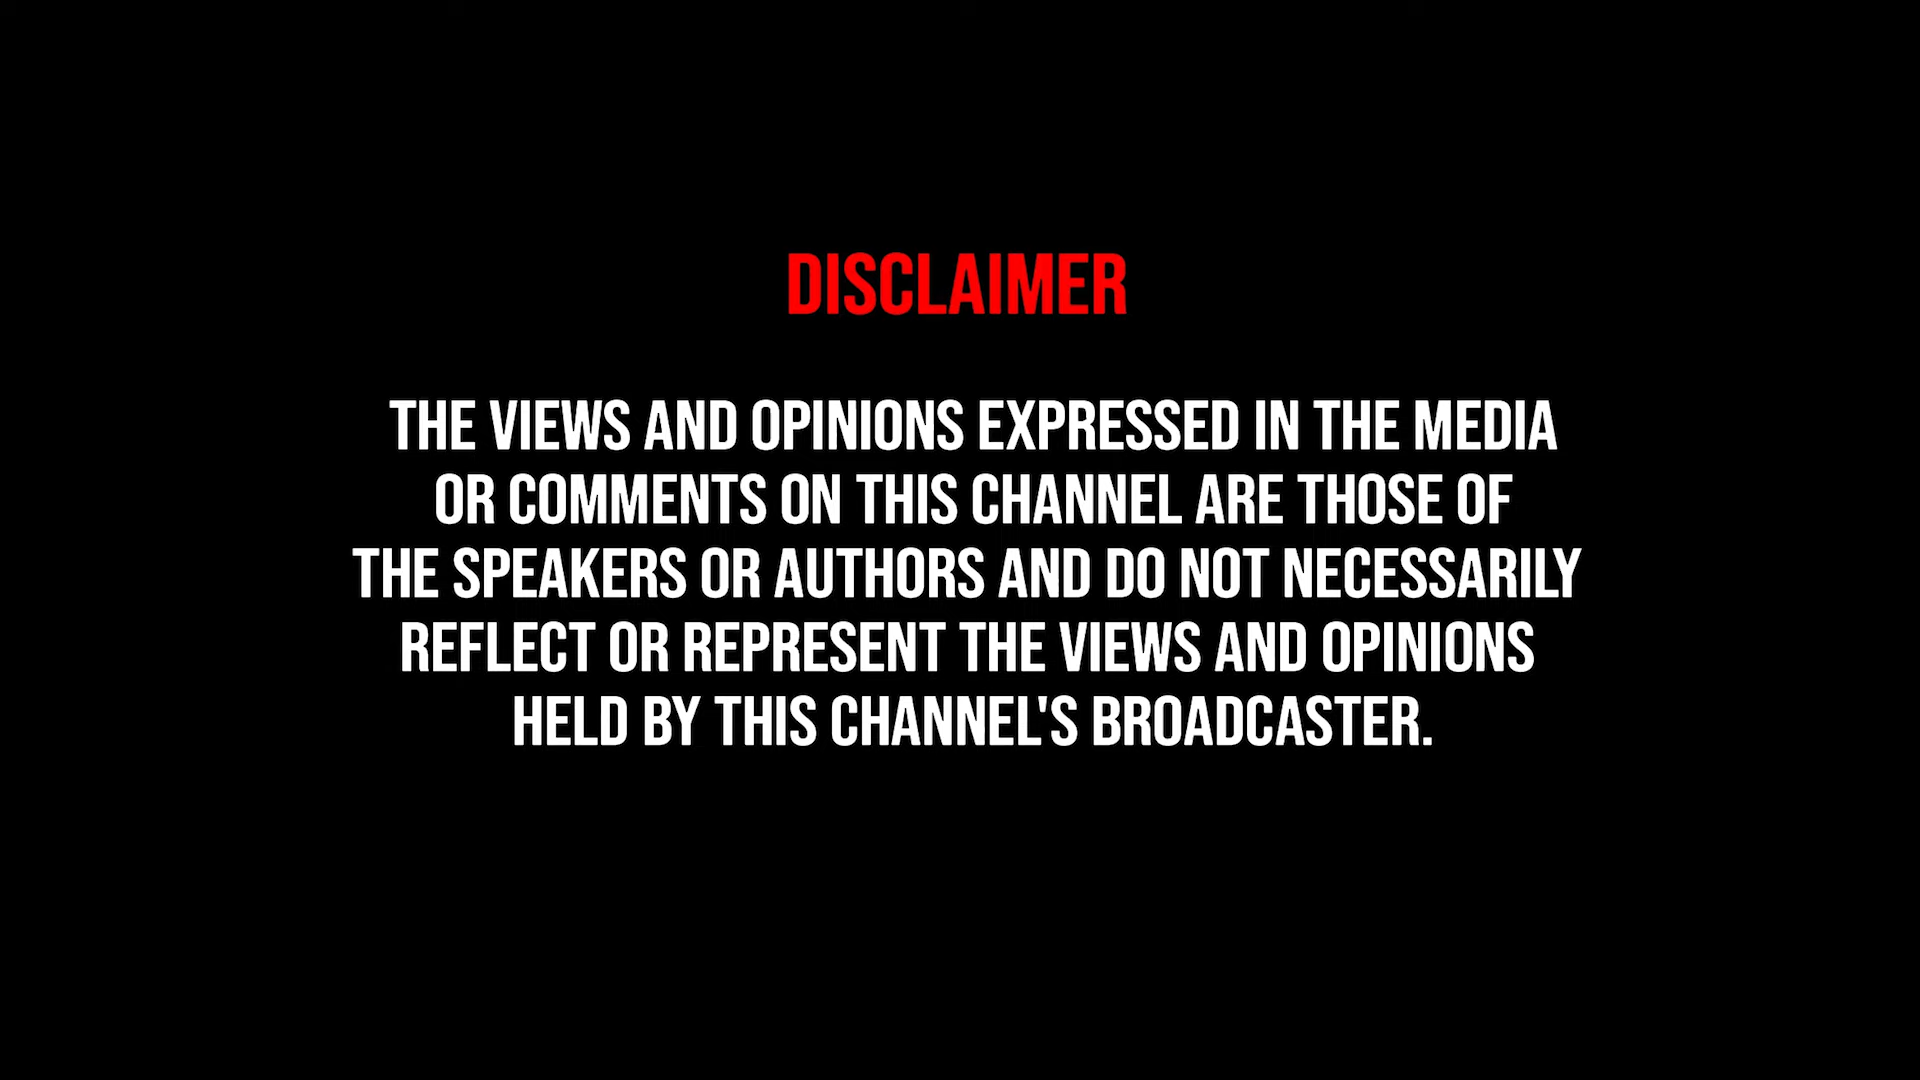 DISCLAIMER
THE VIEWS AND OPINIONS EXPRESSED IN THE MEDIA
OR COMMENTS ON THIS CHANNEL ARE THOSE OF
THE SPEAKERS OR AUTHORS AND DO NOT NECESSARILY
REFLECT OR REPRESENT THE VIEWS AND OPINIONS
HELD BY THIS CHANNEL'S BROADCASTER.